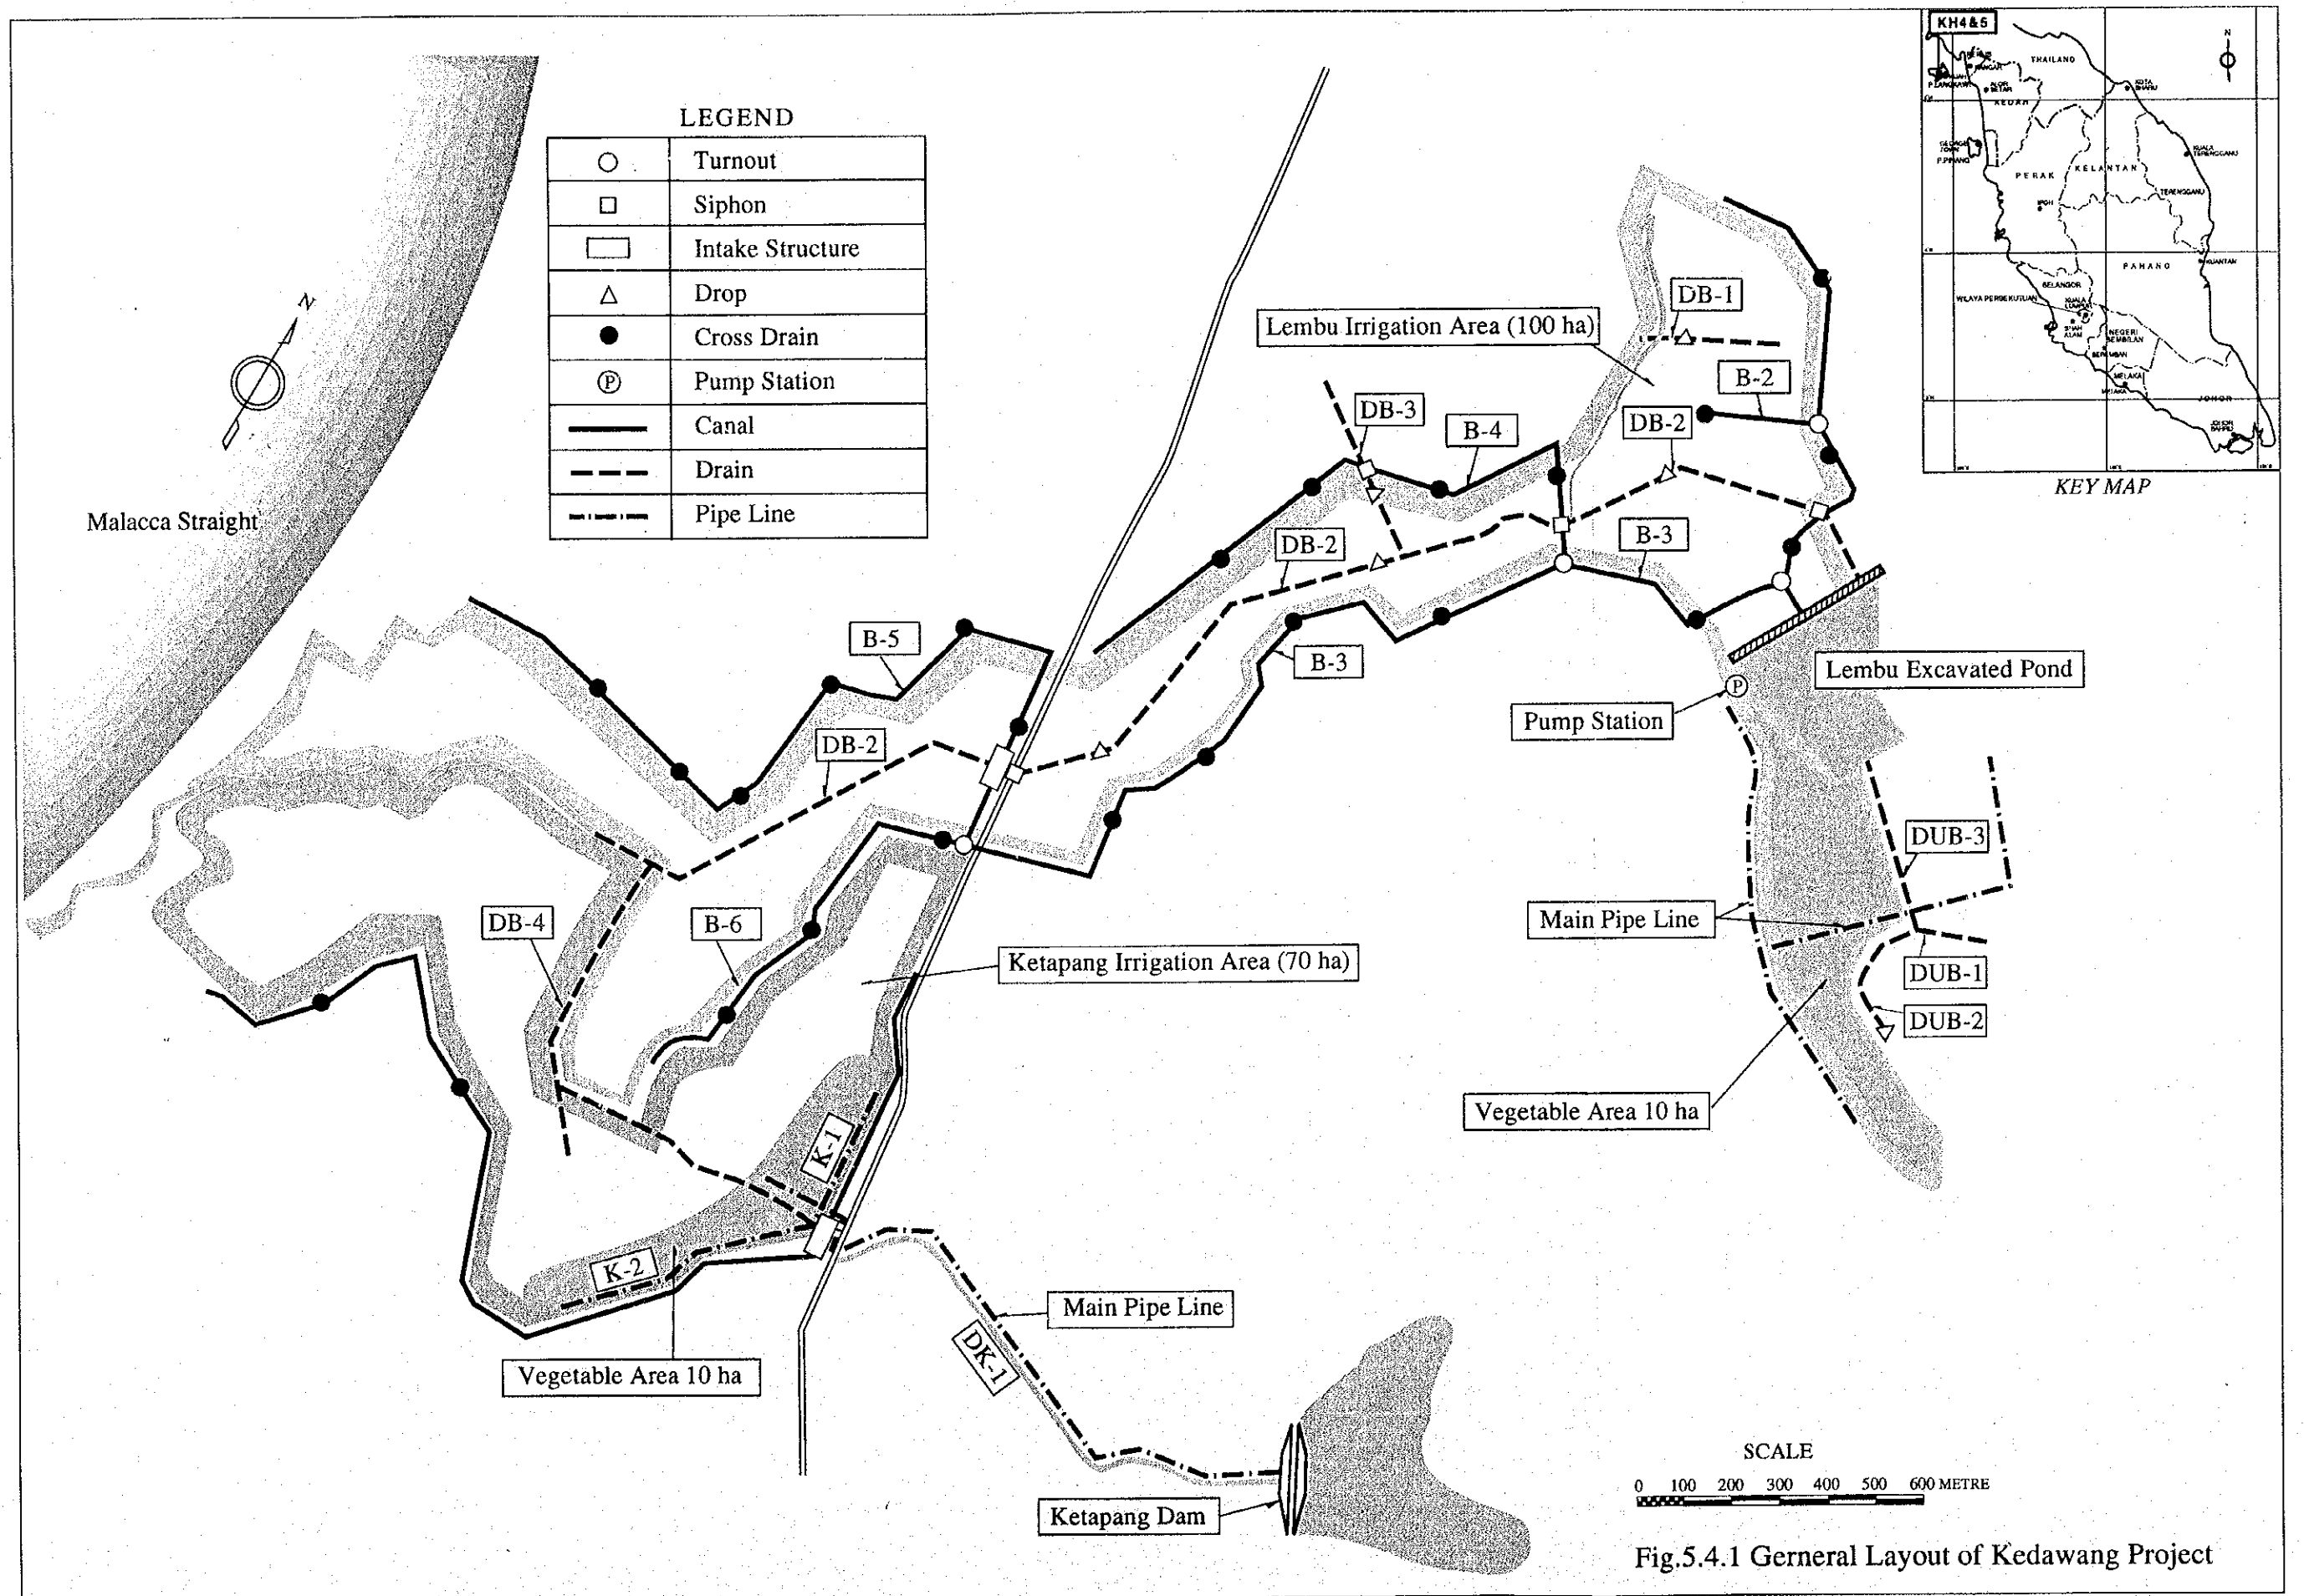 LEGEND
Turnout
Siphon
Intake Structure
Drop
Cross Drain
P
Pump Station
Canal
Drain
Pipe Line
N
Malacca Straight
KH4&5
N
THAILAND
KEDAH
PERAK
KELANTAN
TERENGGANU
KUANTAN
PAHANG
SELANGOR
JOHOR
KEY MAP
DB-1
Lembu Irrigation Area (100 ha)
B-2
DB-3
B-4
DB-2
B-3
DB-2
B-5
B-3
Lembu Excavated Pond
P
Pump Station
DB-2
DUB-3
DB-4
B-6
Main Pipe Line
Ketapang Irrigation Area (70 ha)
DUB-1
DUB-2
Vegetable Area 10 ha
K-1
K-2
Main Pipe Line
DK-1
Vegetable Area 10 ha
Ketapang Dam
SCALE
0 100 200 300 400 500 600 METRE
Fig.5.4.1 Gerneral Layout of Kedawang Project